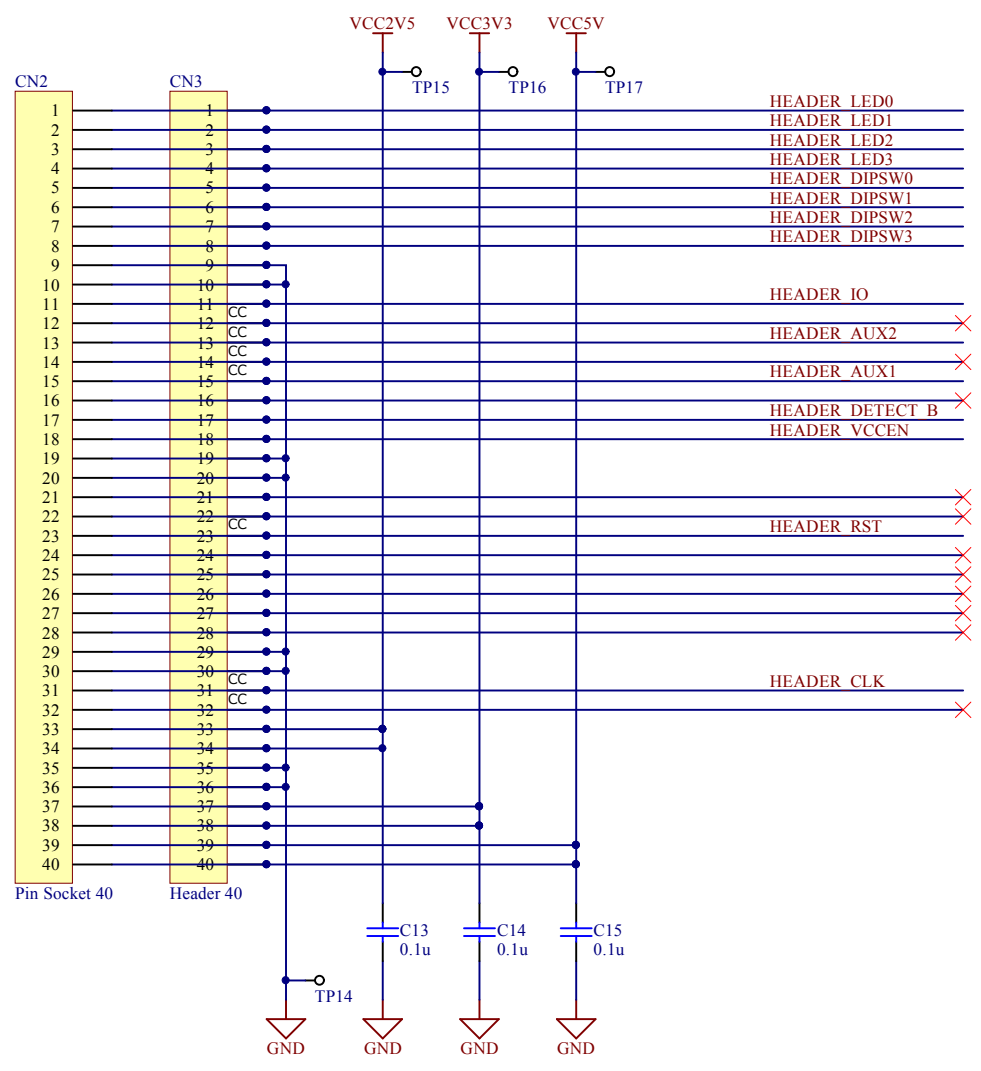 VCC2V5 VCC3V3 VCC5V
TP15 TP16 TP17
CN2 CN3
1 1 HEADER_LED0
2 2 HEADER_LED1
3 3 HEADER_LED2
4 4 HEADER_LED3
5 5 HEADER_DIPSW0
6 6 HEADER_DIPSW1
7 7 HEADER_DIPSW2
8 8 HEADER_DIPSW3
9 9
10 10
11 11 HEADER_IO
12 12 CC
13 13 CC HEADER_AUX2
14 14 CC
15 15 CC HEADER_AUX1
16 16
17 17 HEADER_DETECT_B
18 18 HEADER_VCCEN
19 19
20 20
21 21
22 22
23 23 CC HEADER_RST
24 24
25 25
26 26
27 27
28 28
29 29
30 30
31 31 CC HEADER_CLK
32 32 CC
33 33
34 34
35 35
36 36
37 37
38 38
39 39
40 40
Pin Socket 40 Header 40
C13 C14 C15
0.1u 0.1u 0.1u
TP14
GND GND GND GND